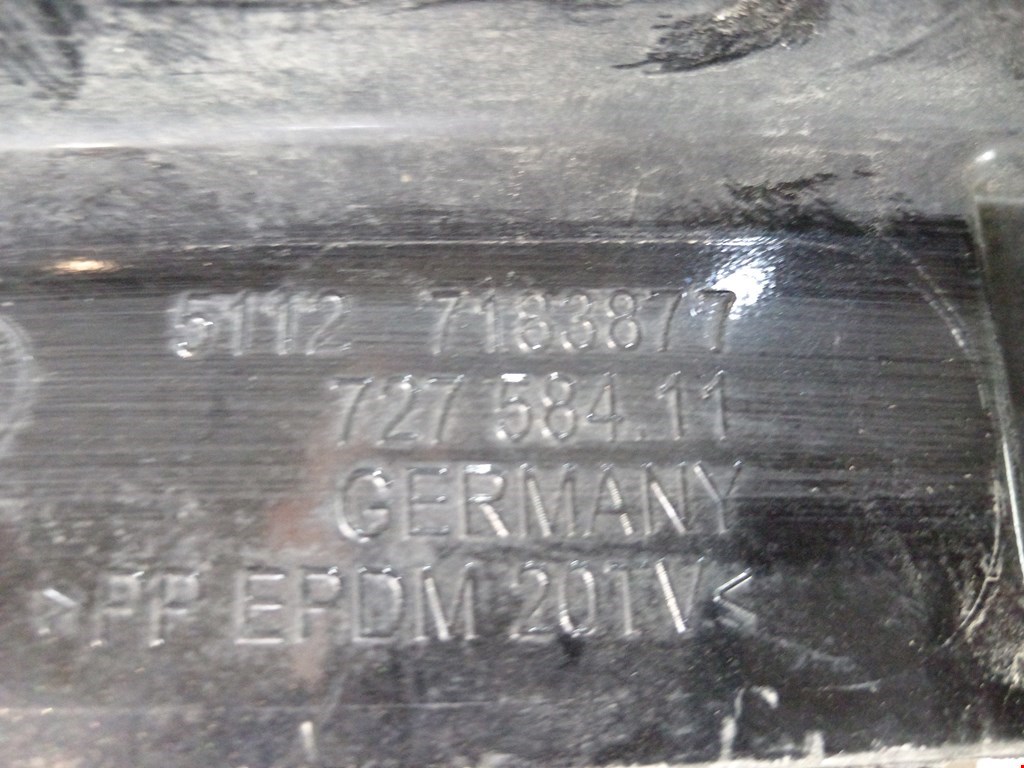 5112 7183877
727 584.11
GERMANY
>PP EPDM 20TV<